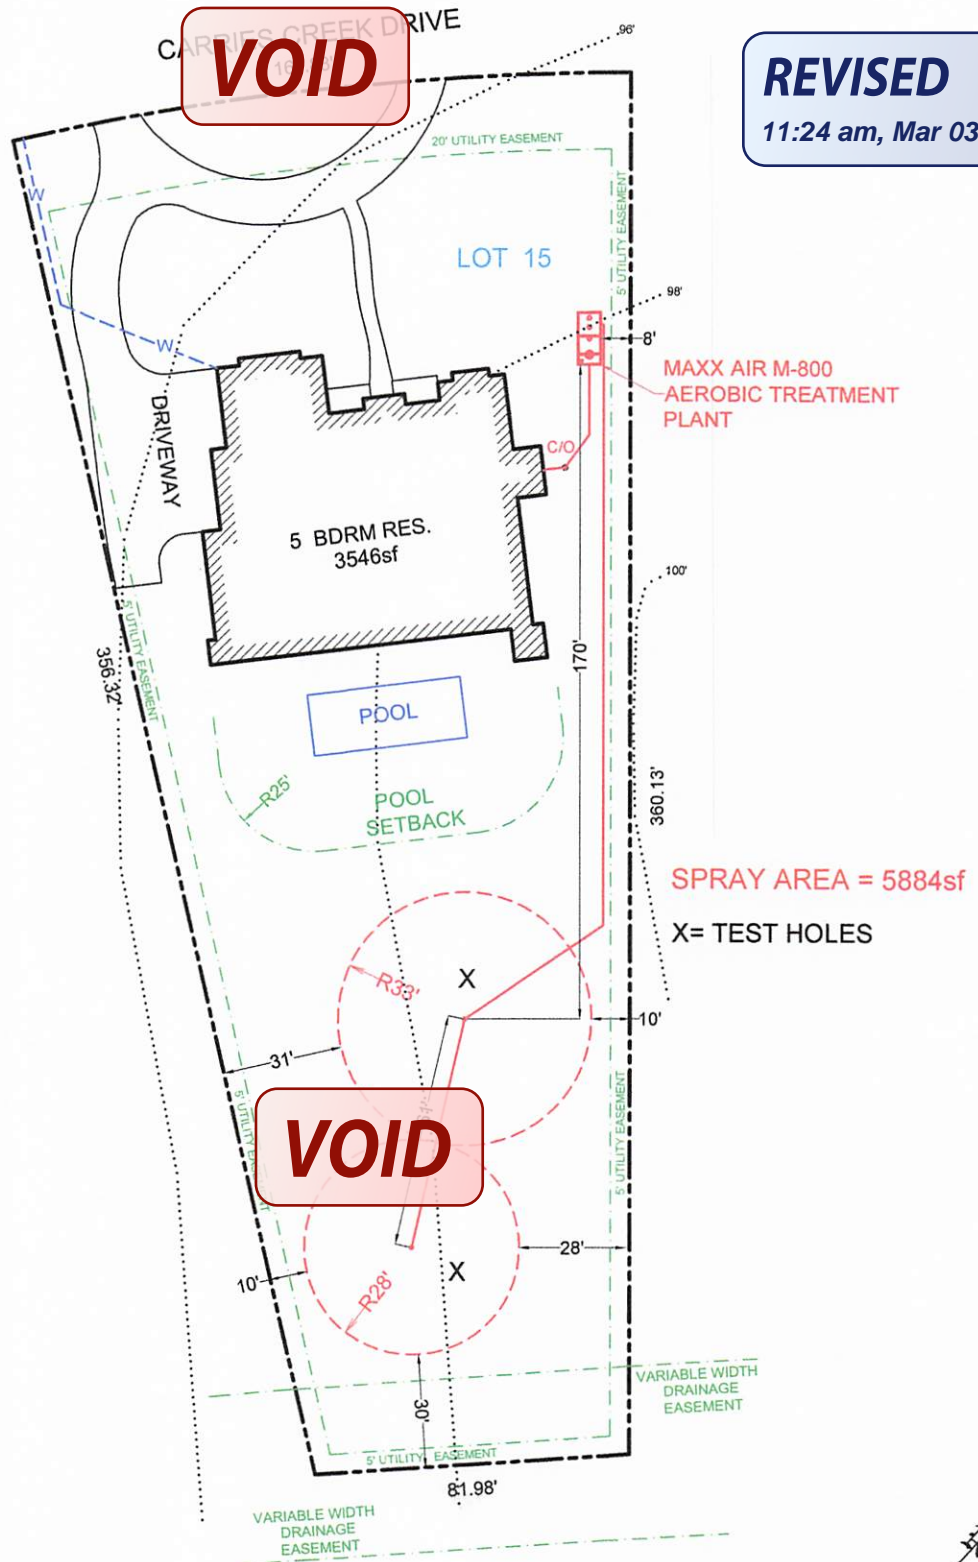 CARRIES CREEK DRIVE
VOID
REVISED
11:24 am, Mar 03
96'
20' UTILITY EASEMENT
5' UTILITY EASEMENT
W
LOT 15
98'
8'
W
MAXX AIR M-800
AEROBIC TREATMENT
PLANT
DRIVEWAY
C/O
5 BDRM RES.
3546sf
100'
5' UTILITY EASEMENT
170'
356.32'
POOL
R25'
POOL
SETBACK
360.13'
SPRAY AREA = 5884sf
X= TEST HOLES
X
R33'
10'
31'
5' UTILITY
5' UTILITY EASEMENT
VOID
28'
X
10'
R28'
VARIABLE WIDTH
DRAINAGE
EASEMENT
30'
5' UTILITY EASEMENT
81.98'
VARIABLE WIDTH
DRAINAGE
EASEMENT